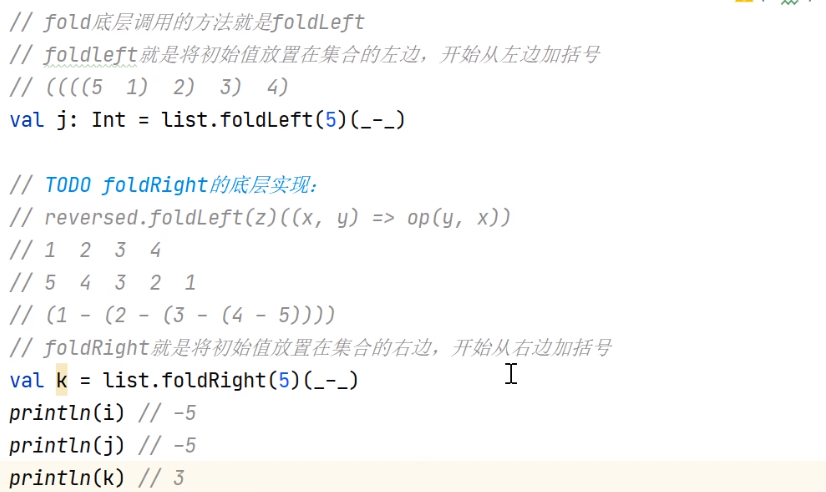 // fold底层调用的方法就是foldLeft
// foldleft就是将初始值放置在集合的左边，开始从左边加括号
// ((((5  1)  2)  3)  4)
val j: Int = list.foldLeft(5)(_-_)
// TODO foldRight的底层实现：
// reversed.foldLeft(z)((x, y) => op(y, x))
// 1  2  3  4
// 5  4  3  2  1
// (1 - (2 - (3 - (4 - 5))))
// foldRight就是将初始值放置在集合的右边，开始从右边加括号
val k = list.foldRight(5)(_-_)
println(i) // -5
println(j) // -5
println(k) // 3